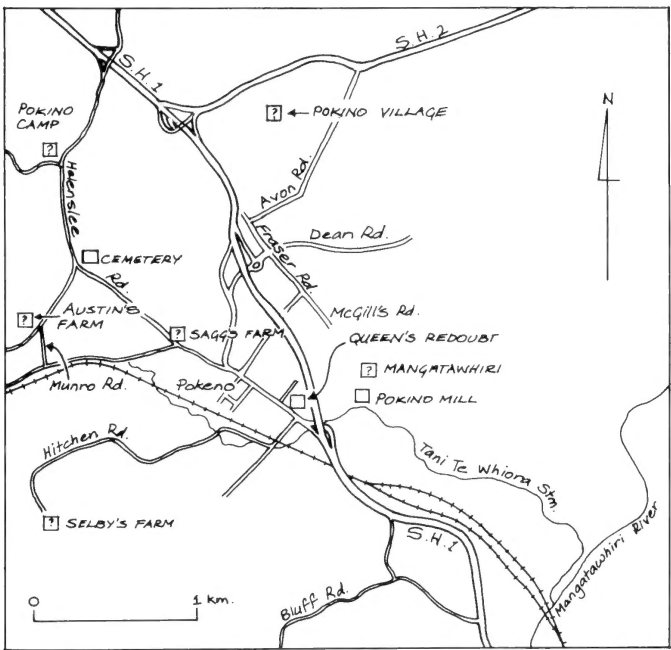 S.H.2
S.H.1
POKINO
CAMP
?
? ← POKINO VILLAGE
N
Helenslee
Rd.
Avon Rd.
Fraser Rd.
Dean Rd.
CEMETERY
? ← AUSTIN'S
FARM
McGill's Rd.
? SAGG'S FARM
QUEEN'S REDOUBT
? MANGATAWHIRI
POKINO MILL
Munro Rd.
Pokeno
Hitchen Rd.
Tani Te Whiora Stm.
? SELBY'S FARM
S.H.1
Mangatawhiri River
Bluff Rd.
0 1 km.